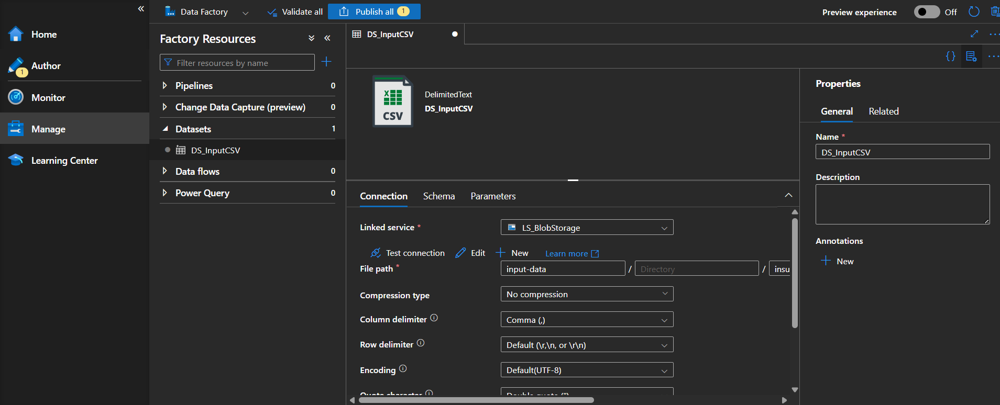 Data Factory
Validate all
Publish all 1
Preview experience
Off
Home
Author
1
Monitor
Manage
Learning Center
Factory Resources
Filter resources by name
Pipelines 0
Change Data Capture (preview) 0
Datasets 1
DS_InputCSV
Data flows 0
Power Query 0
DS_InputCSV
{}
X
CSV
DelimitedText
DS_InputCSV
Connection Schema Parameters
Linked service * LS_BlobStorage
Test connection Edit New Learn more
File path * input-data / Directory / insu
Compression type No compression
Column delimiter Comma (,)
Row delimiter Default (\r,\n, or \r\n)
Encoding Default(UTF-8)
Quote character Double quote (")
Properties
General Related
Name *
DS_InputCSV
Description
Annotations
New